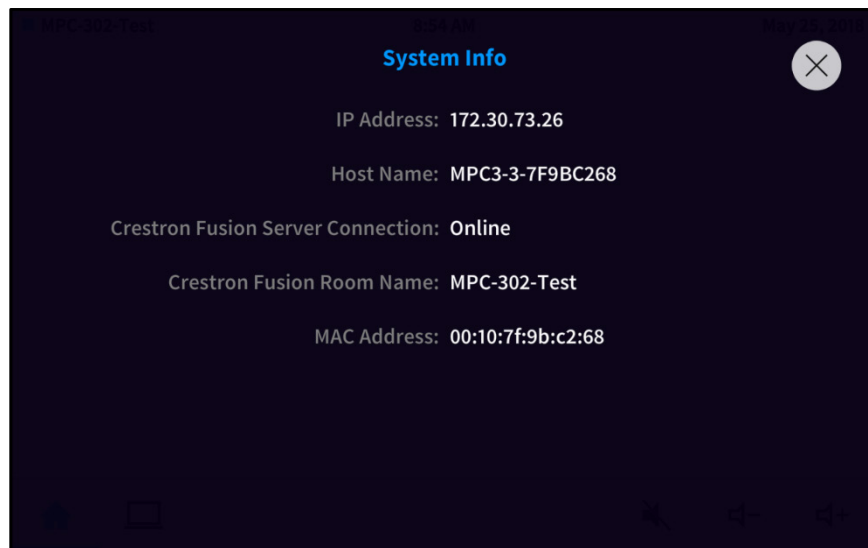 MPC-302-Test 8:54 AM May 25, 2018
System Info
IP Address: 172.30.73.26
Host Name: MPC3-3-7F9BC268
Crestron Fusion Server Connection: Online
Crestron Fusion Room Name: MPC-302-Test
MAC Address: 00:10:7f:9b:c2:68